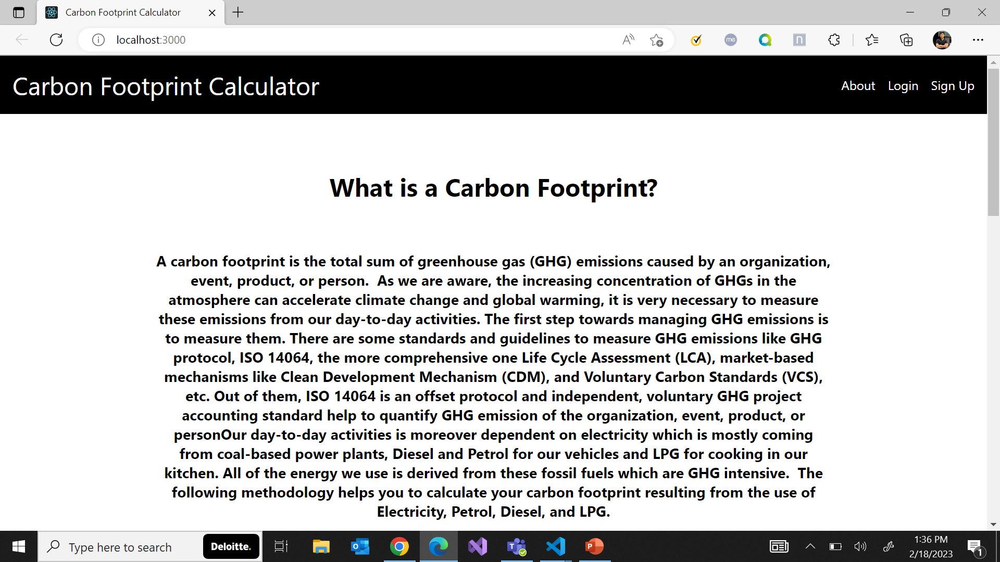 Carbon Footprint Calculator
localhost:3000
me
n
Carbon Footprint Calculator
About Login Sign Up
What is a Carbon Footprint?
A carbon footprint is the total sum of greenhouse gas (GHG) emissions caused by an organization,
event, product, or person.  As we are aware, the increasing concentration of GHGs in the
atmosphere can accelerate climate change and global warming, it is very necessary to measure
these emissions from our day-to-day activities. The first step towards managing GHG emissions is
to measure them. There are some standards and guidelines to measure GHG emissions like GHG
protocol, ISO 14064, the more comprehensive one Life Cycle Assessment (LCA), market-based
mechanisms like Clean Development Mechanism (CDM), and Voluntary Carbon Standards (VCS),
etc. Out of them, ISO 14064 is an offset protocol and independent, voluntary GHG project
accounting standard help to quantify GHG emission of the organization, event, product, or
personOur day-to-day activities is moreover dependent on electricity which is mostly coming
from coal-based power plants, Diesel and Petrol for our vehicles and LPG for cooking in our
kitchen. All of the energy we use is derived from these fossil fuels which are GHG intensive.  The
following methodology helps you to calculate your carbon footprint resulting from the use of
Electricity, Petrol, Diesel, and LPG.
Type here to search
Deloitte.
1:36 PM
2/18/2023
1